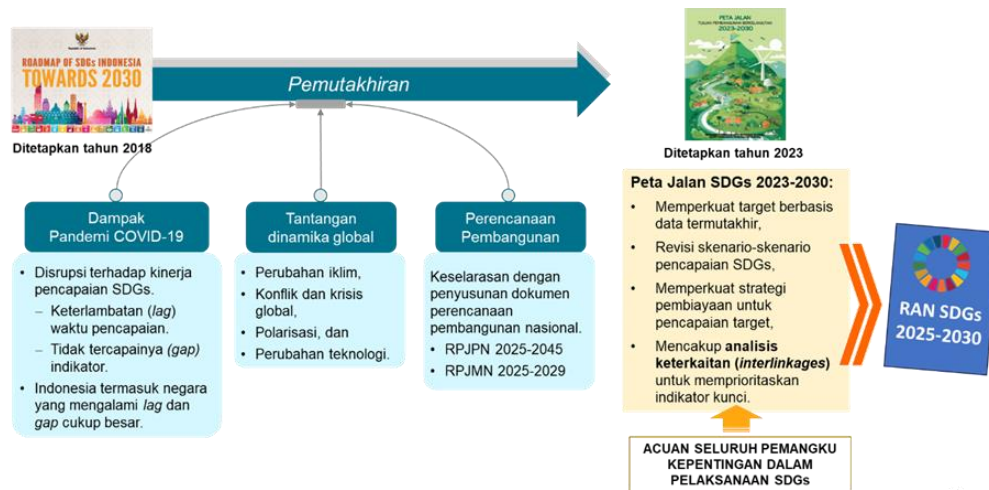 ROADMAP OF SDGs INDONESIA
TOWARDS 2030
Ditetapkan tahun 2018
Pemutakhiran
PETA JALAN
TUJUAN PEMBANGUNAN BERKELANJUTAN
2023-2030
Ditetapkan tahun 2023
Dampak
Pandemi COVID-19
• Disrupsi terhadap kinerja
pencapaian SDGs.
– Keterlambatan (lag)
waktu pencapaian.
– Tidak tercapainya (gap)
indikator.
• Indonesia termasuk negara
yang mengalami lag dan
gap cukup besar.
Tantangan
dinamika global
• Perubahan iklim,
• Konflik dan krisis
global,
• Polarisasi, dan
• Perubahan teknologi.
Perencanaan
Pembangunan
Keselarasan dengan
penyusunan dokumen
perencanaan
pembangunan nasional.
• RPJPN 2025-2045
• RPJMN 2025-2029
Peta Jalan SDGs 2023-2030:
• Memperkuat target berbasis
data termutakhir,
• Revisi skenario-skenario
pencapaian SDGs,
• Memperkuat strategi
pembiayaan untuk
pencapaian target,
• Mencakup analisis
keterkaitan (interlinkages)
untuk memprioritaskan
indikator kunci.
ACUAN SELURUH PEMANGKU
KEPENTINGAN DALAM
PELAKSANAAN SDGs
RAN SDGs
2025-2030